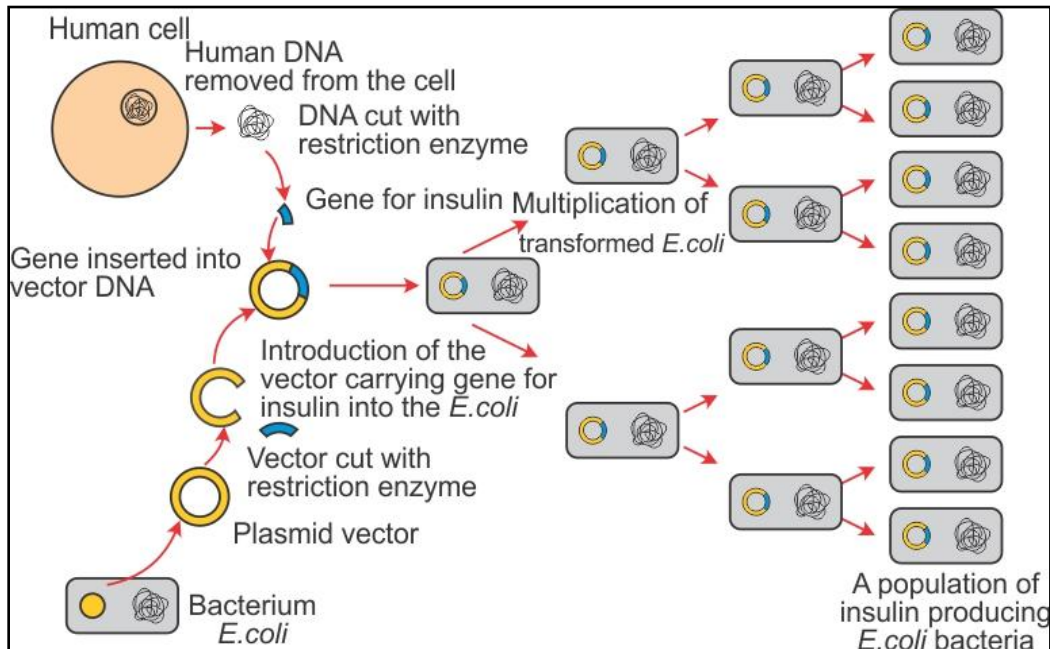 Human cell
Human DNA
removed from the cell
DNA cut with
restriction enzyme
Gene for insulin
Multiplication of
transformed E.coli
Gene inserted into
vector DNA
Introduction of the
vector carrying gene for
insulin into the E.coli
Vector cut with
restriction enzyme
Plasmid vector
Bacterium
E.coli
A population of
insulin producing
E.coli bacteria